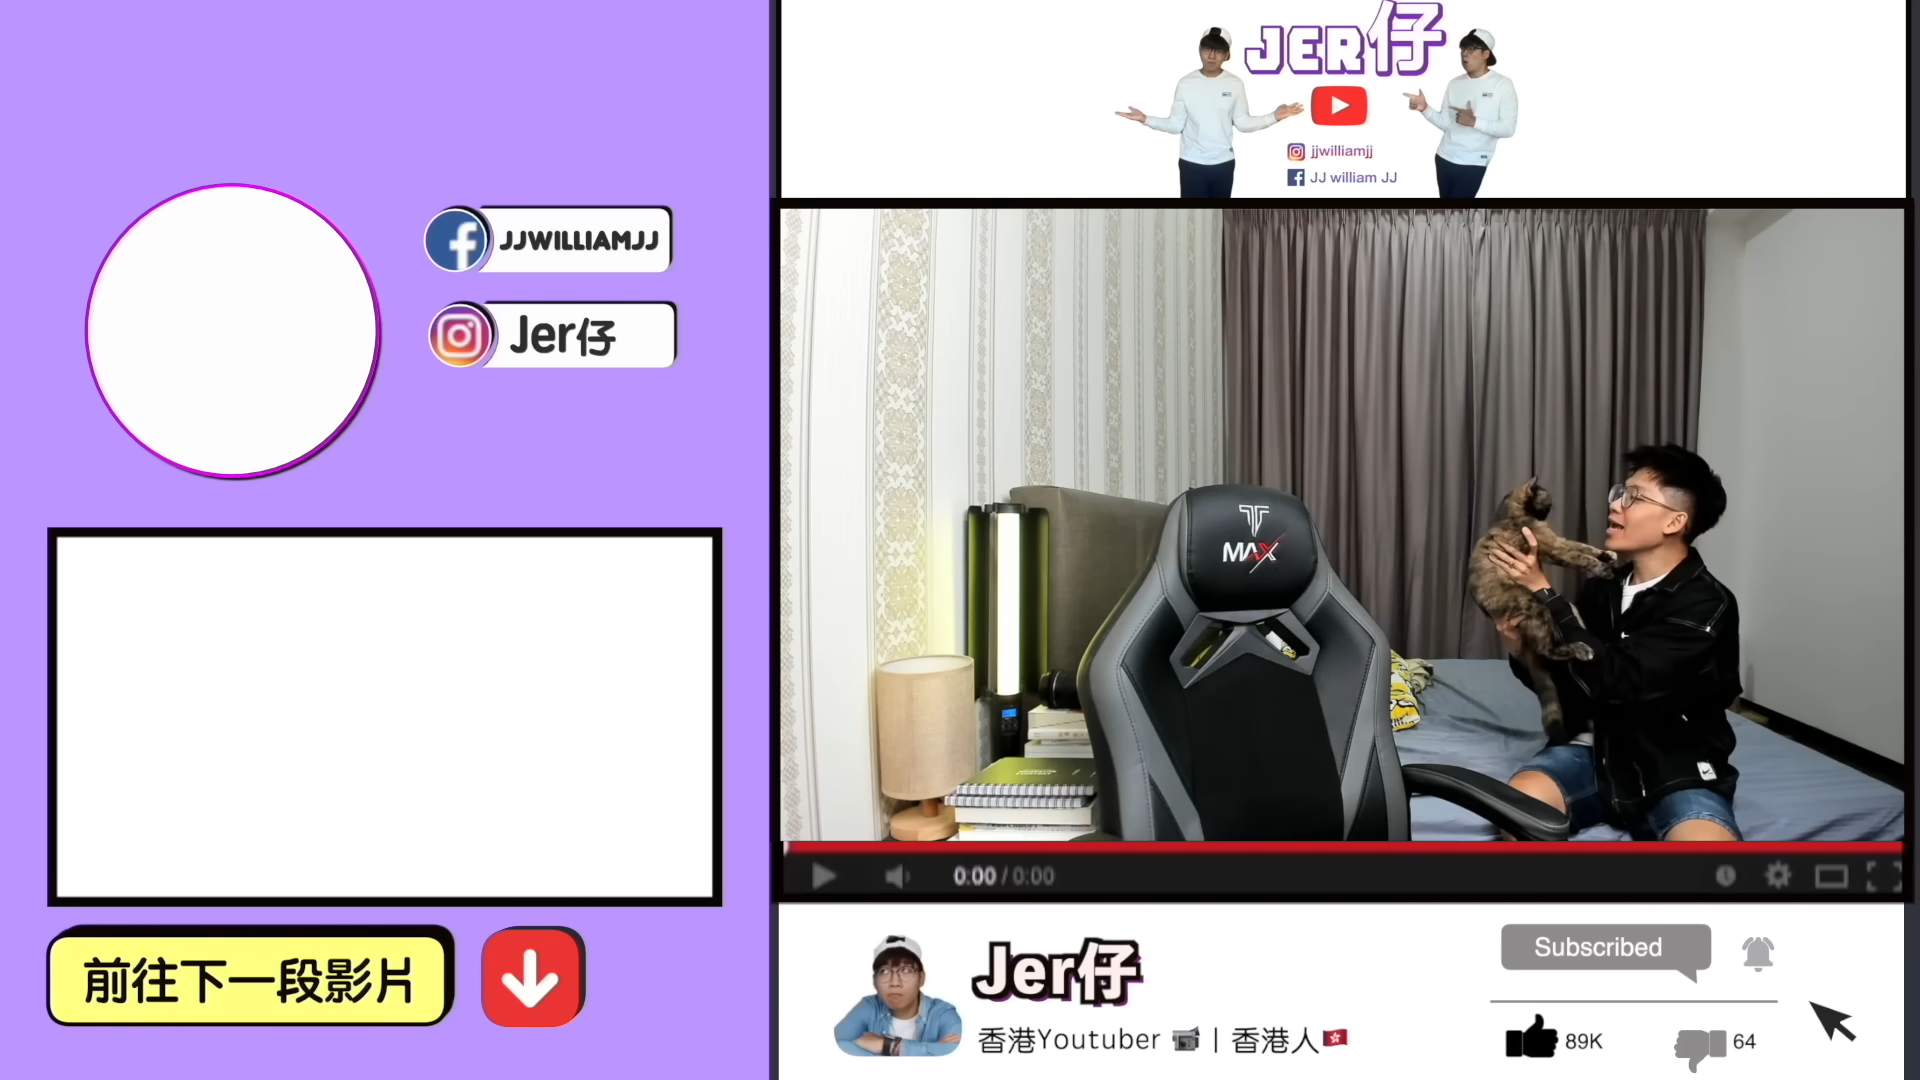 JJWILLIAMJJ
Jer仔
前往下一段影片
JER仔
jjwilliamjj
JJ william JJ
MAX
0:00 / 0:00
Jer仔
香港Youtuber | 香港人
Subscribed
89K
64